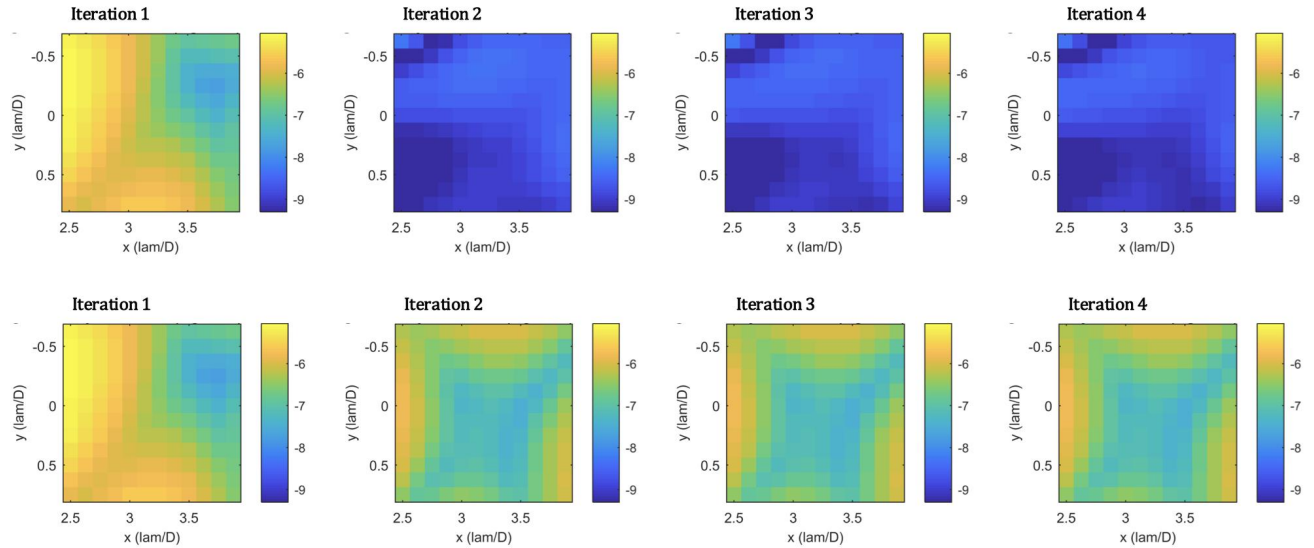 Iteration 1
Iteration 2
Iteration 3
Iteration 4
-0.5
0
0.5
y (lam/D)
2.5 3 3.5
x (lam/D)
-6
-7
-8
-9
-0.5
0
0.5
y (lam/D)
2.5 3 3.5
x (lam/D)
-6
-7
-8
-9
-0.5
0
0.5
y (lam/D)
2.5 3 3.5
x (lam/D)
-6
-7
-8
-9
-0.5
0
0.5
y (lam/D)
2.5 3 3.5
x (lam/D)
-6
-7
-8
-9
Iteration 1
Iteration 2
Iteration 3
Iteration 4
-0.5
0
0.5
y (lam/D)
2.5 3 3.5
x (lam/D)
-6
-7
-8
-9
-0.5
0
0.5
y (lam/D)
2.5 3 3.5
x (lam/D)
-6
-7
-8
-9
-0.5
0
0.5
y (lam/D)
2.5 3 3.5
x (lam/D)
-6
-7
-8
-9
-0.5
0
0.5
y (lam/D)
2.5 3 3.5
x (lam/D)
-6
-7
-8
-9